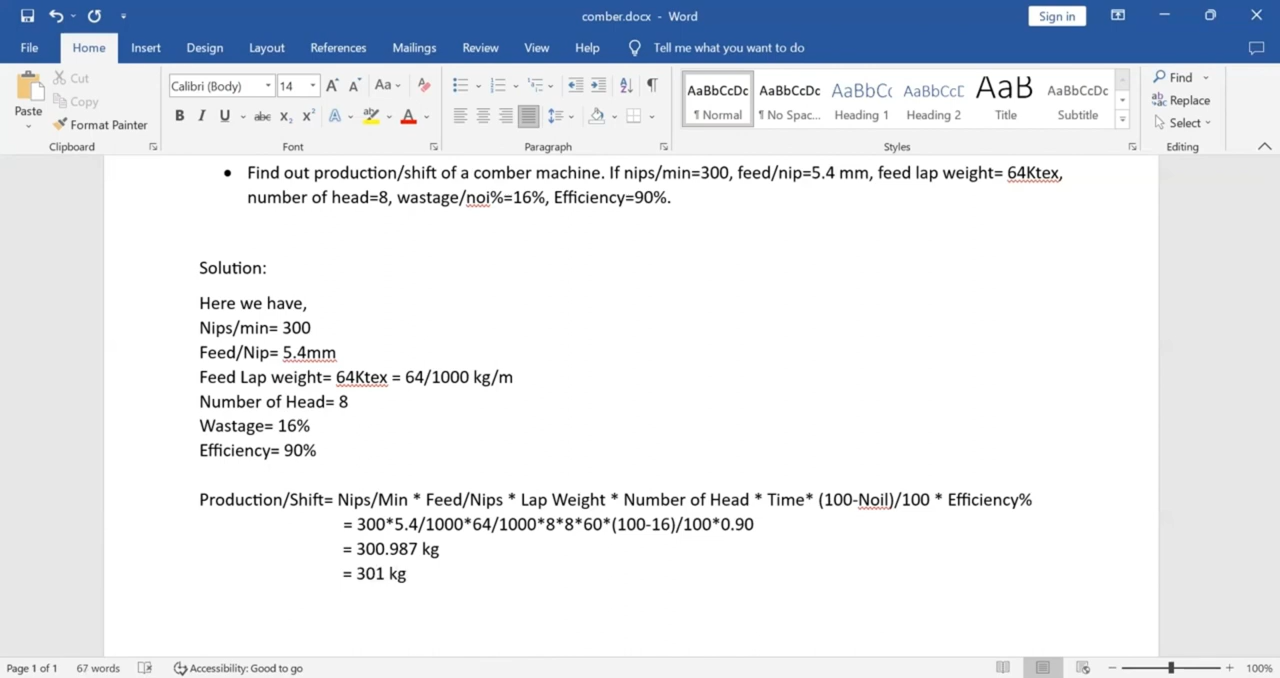 comber.docx - Word
Sign in
File Home Insert Design Layout References Mailings Review View Help Tell me what you want to do
Paste
Cut
Copy
Format Painter
Clipboard
Calibri (Body) 14
Aa
B I U abc X₂ X² A A
Font
Paragraph
AaBbCcDc AaBbCcDc AaBbCc AaBbCcD AaB AaBbCcDc
¶ Normal ¶ No Spac... Heading 1 Heading 2 Title Subtitle
Styles
Find
Replace
Select
Editing
• Find out production/shift of a comber machine. If nips/min=300, feed/nip=5.4 mm, feed lap weight= 64Ktex,
number of head=8, wastage/noi%=16%, Efficiency=90%.
Solution:
Here we have,
Nips/min= 300
Feed/Nip= 5.4mm
Feed Lap weight= 64Ktex = 64/1000 kg/m
Number of Head= 8
Wastage= 16%
Efficiency= 90%
Production/Shift= Nips/Min * Feed/Nips * Lap Weight * Number of Head * Time* (100-Noil)/100 * Efficiency%
= 300*5.4/1000*64/1000*8*8*60*(100-16)/100*0.90
= 300.987 kg
= 301 kg
Page 1 of 1 67 words Accessibility: Good to go 100%